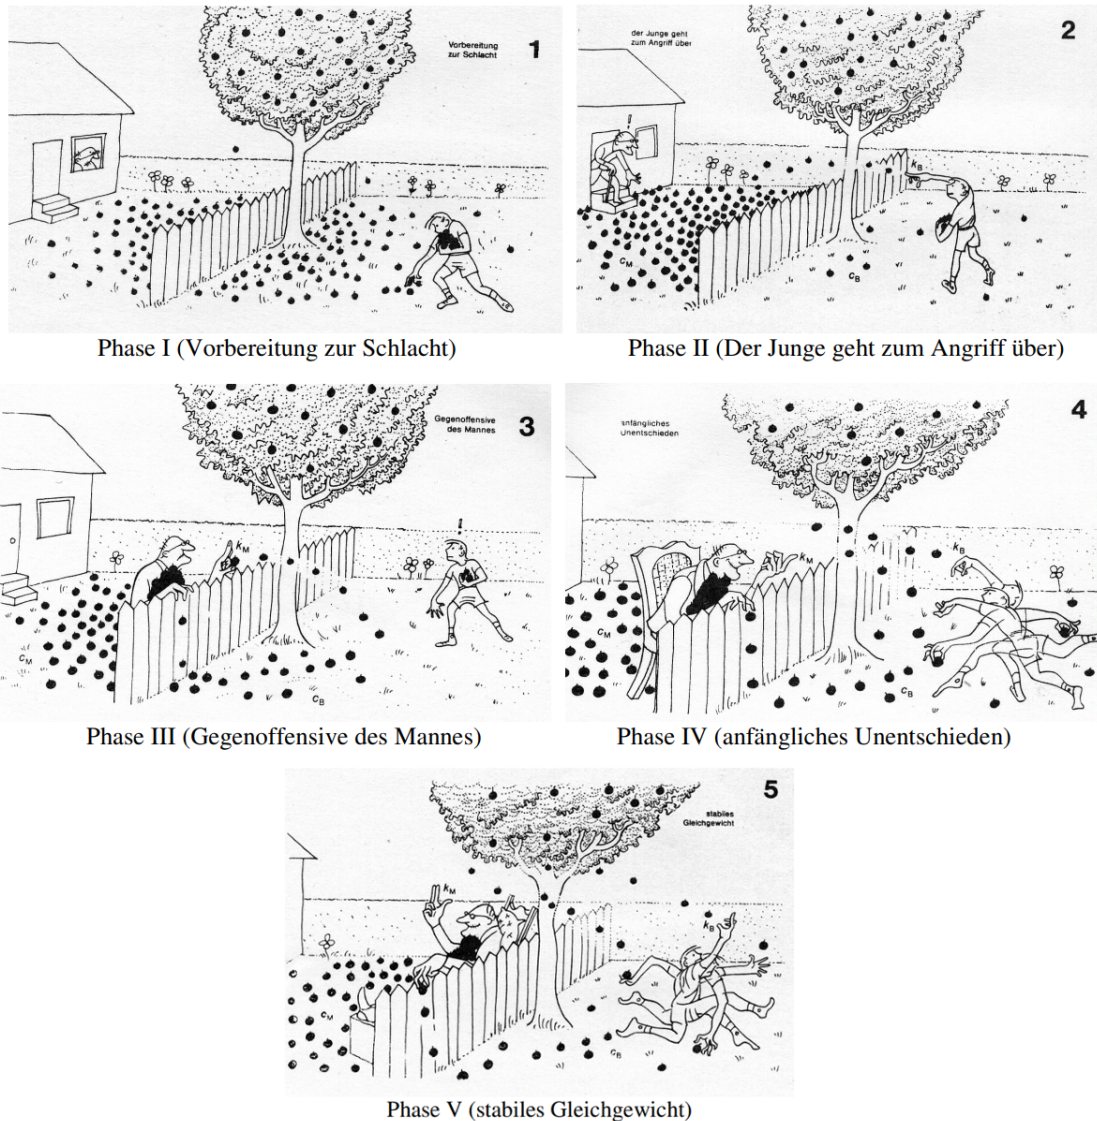 Vorbereitung
zur Schlacht
1
der Junge geht
zum Angriff über
2
!
k_B
c_M
c_B
Phase I (Vorbereitung zur Schlacht)
Phase II (Der Junge geht zum Angriff über)
Gegenoffensive
des Mannes
3
!
k_M
c_M
c_B
anfängliches
Unentschieden
4
k_B
k_M
c_M
c_B
Phase III (Gegenoffensive des Mannes)
Phase IV (anfängliches Unentschieden)
5
stabiles
Gleichgewicht
k_M
k_B
c_M
c_B
Phase V (stabiles Gleichgewicht)